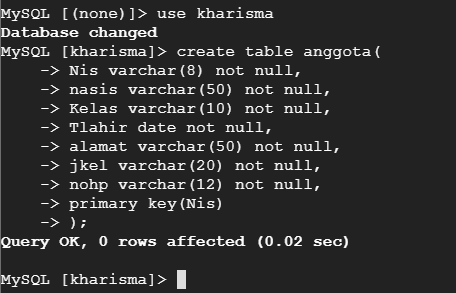 MySQL [(none)]> use kharisma
Database changed
MySQL [kharisma]> create table anggota(
    -> Nis varchar(8) not null,
    -> nasis varchar(50) not null,
    -> Kelas varchar(10) not null,
    -> Tlahir date not null,
    -> alamat varchar(50) not null,
    -> jkel varchar(20) not null,
    -> nohp varchar(12) not null,
    -> primary key(Nis)
    -> );
Query OK, 0 rows affected (0.02 sec)
MySQL [kharisma]>